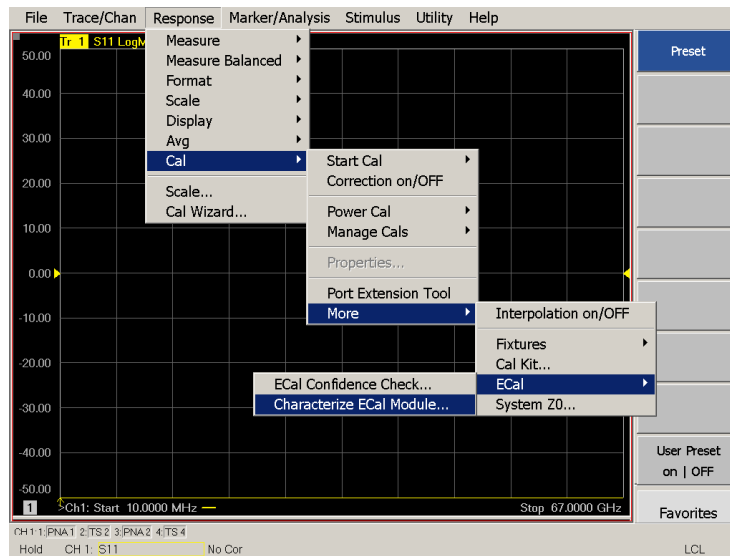 File Trace/Chan Response Marker/Analysis Stimulus Utility Help
Tr 1 S11 LogM
50.00
40.00
30.00
20.00
10.00
0.00
-10.00
-20.00
-30.00
-40.00
-50.00
Measure
Measure Balanced
Format
Scale
Display
Avg
Cal
Scale...
Cal Wizard...
Start Cal
Correction on/OFF
Power Cal
Manage Cals
Properties...
Port Extension Tool
More
Interpolation on/OFF
Fixtures
Cal Kit...
ECal
System Z0...
ECal Confidence Check...
Characterize ECal Module...
Preset
User Preset
on | OFF
Favorites
1 >Ch1: Start 10.0000 MHz — Stop 67.0000 GHz
CH 1: 1: PNA 1 2: TS 2 3: PNA 2 4: TS 4
Hold CH 1: S11 No Cor LCL